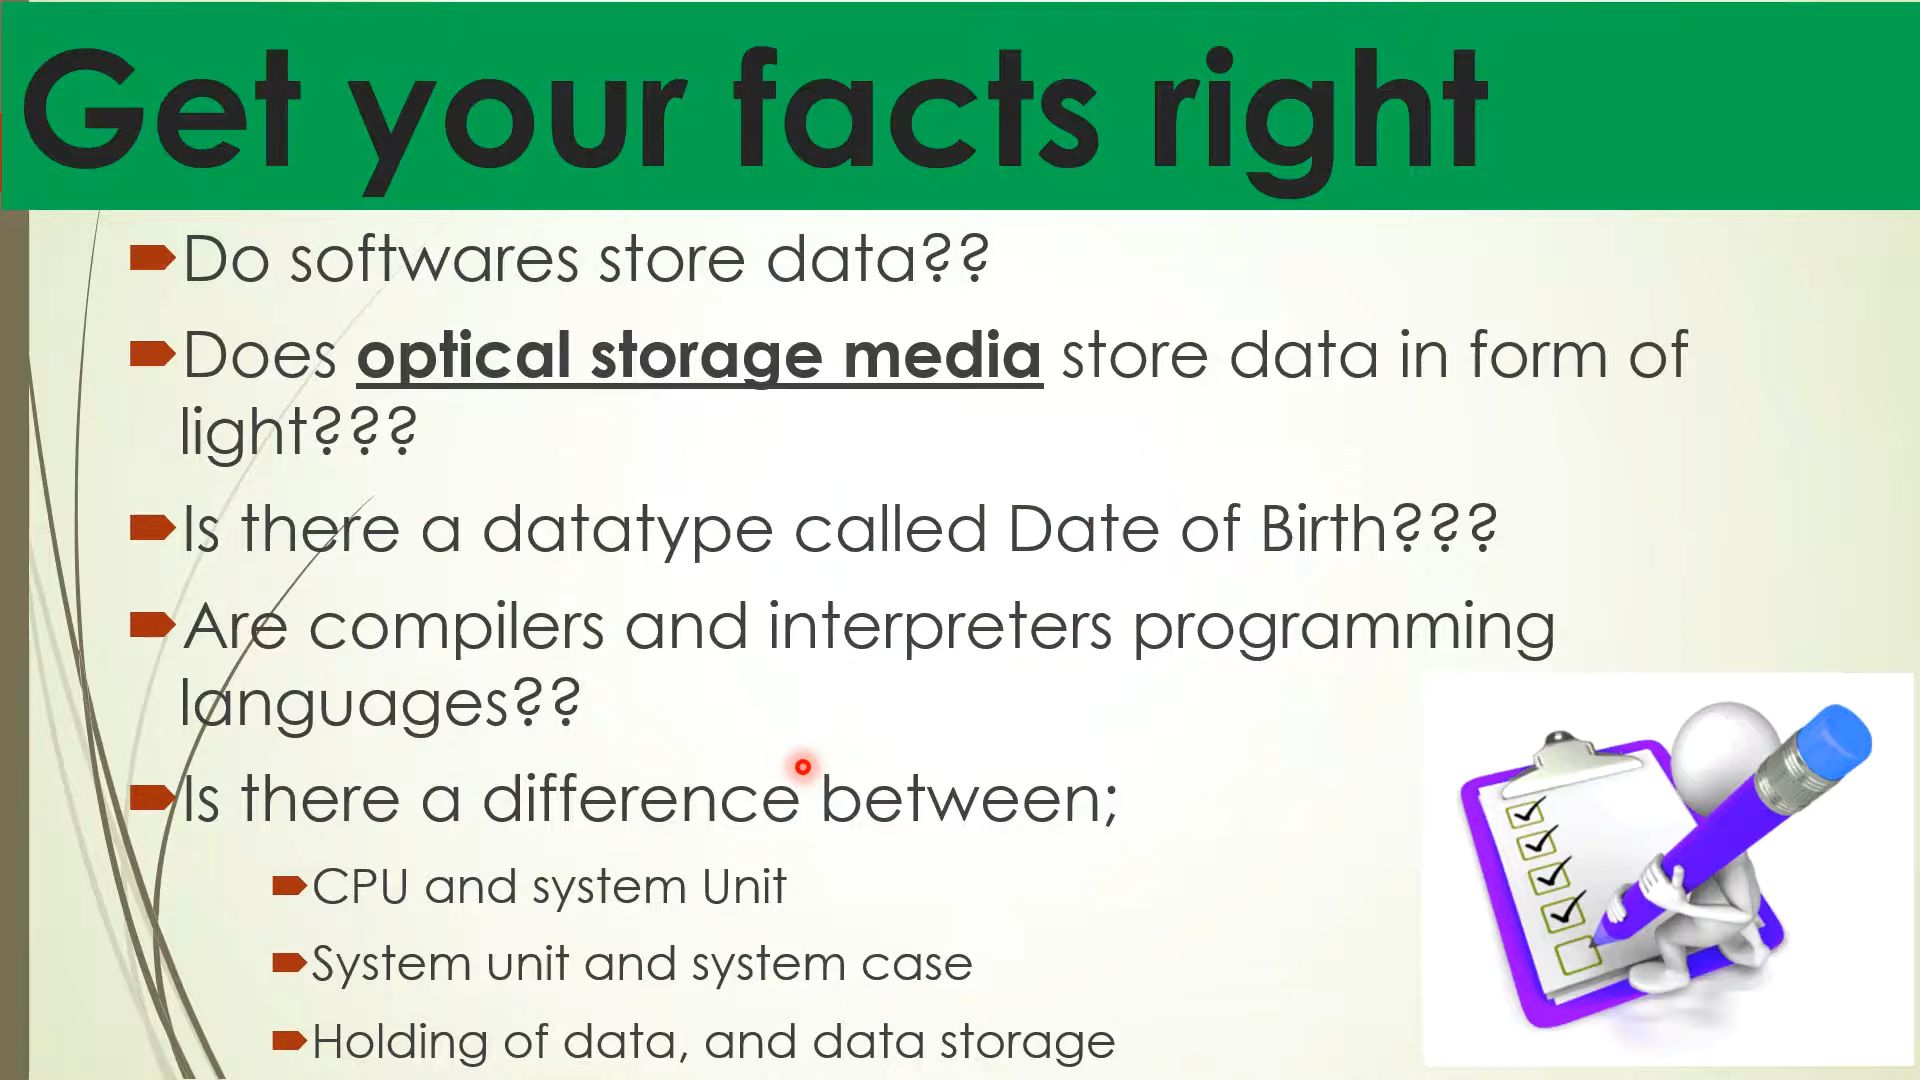 Get your facts right
Do softwares store data??
Does optical storage media store data in form of
light???
Is there a datatype called Date of Birth???
Are compilers and interpreters programming
languages??
Is there a difference between;
CPU and system Unit
System unit and system case
Holding of data, and data storage